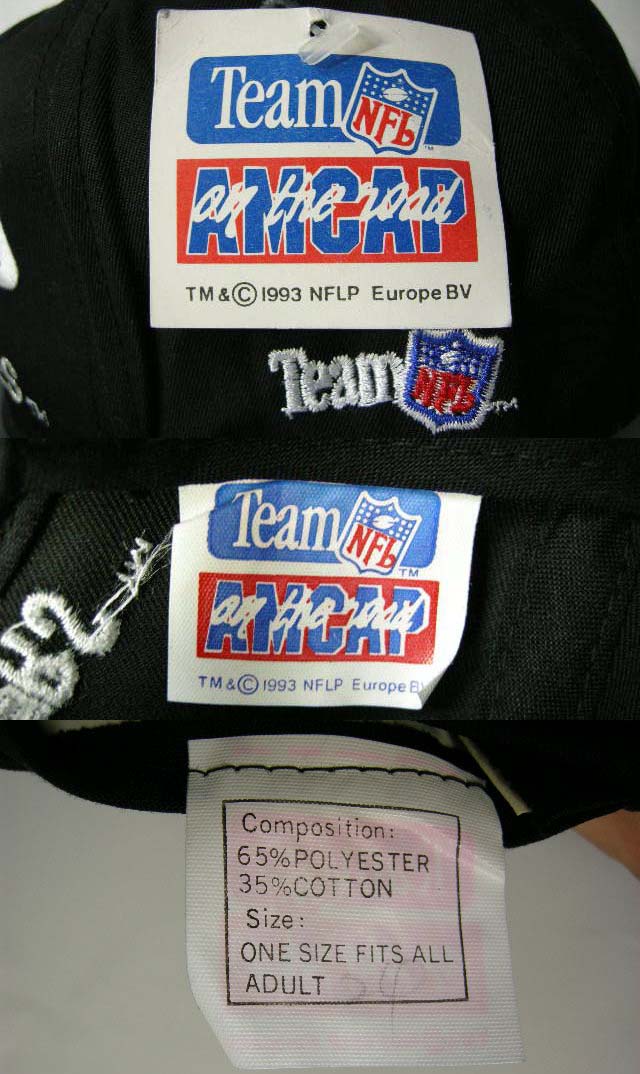 Team NFL
AMCAP
on the road
TM & © 1993 NFLP Europe BV
Team NFL
Team NFL TM
AMCAP
on the road
TM & © 1993 NFLP Europe B
Composition:
65%POLYESTER
35%COTTON
Size:
ONE SIZE FITS ALL
ADULT